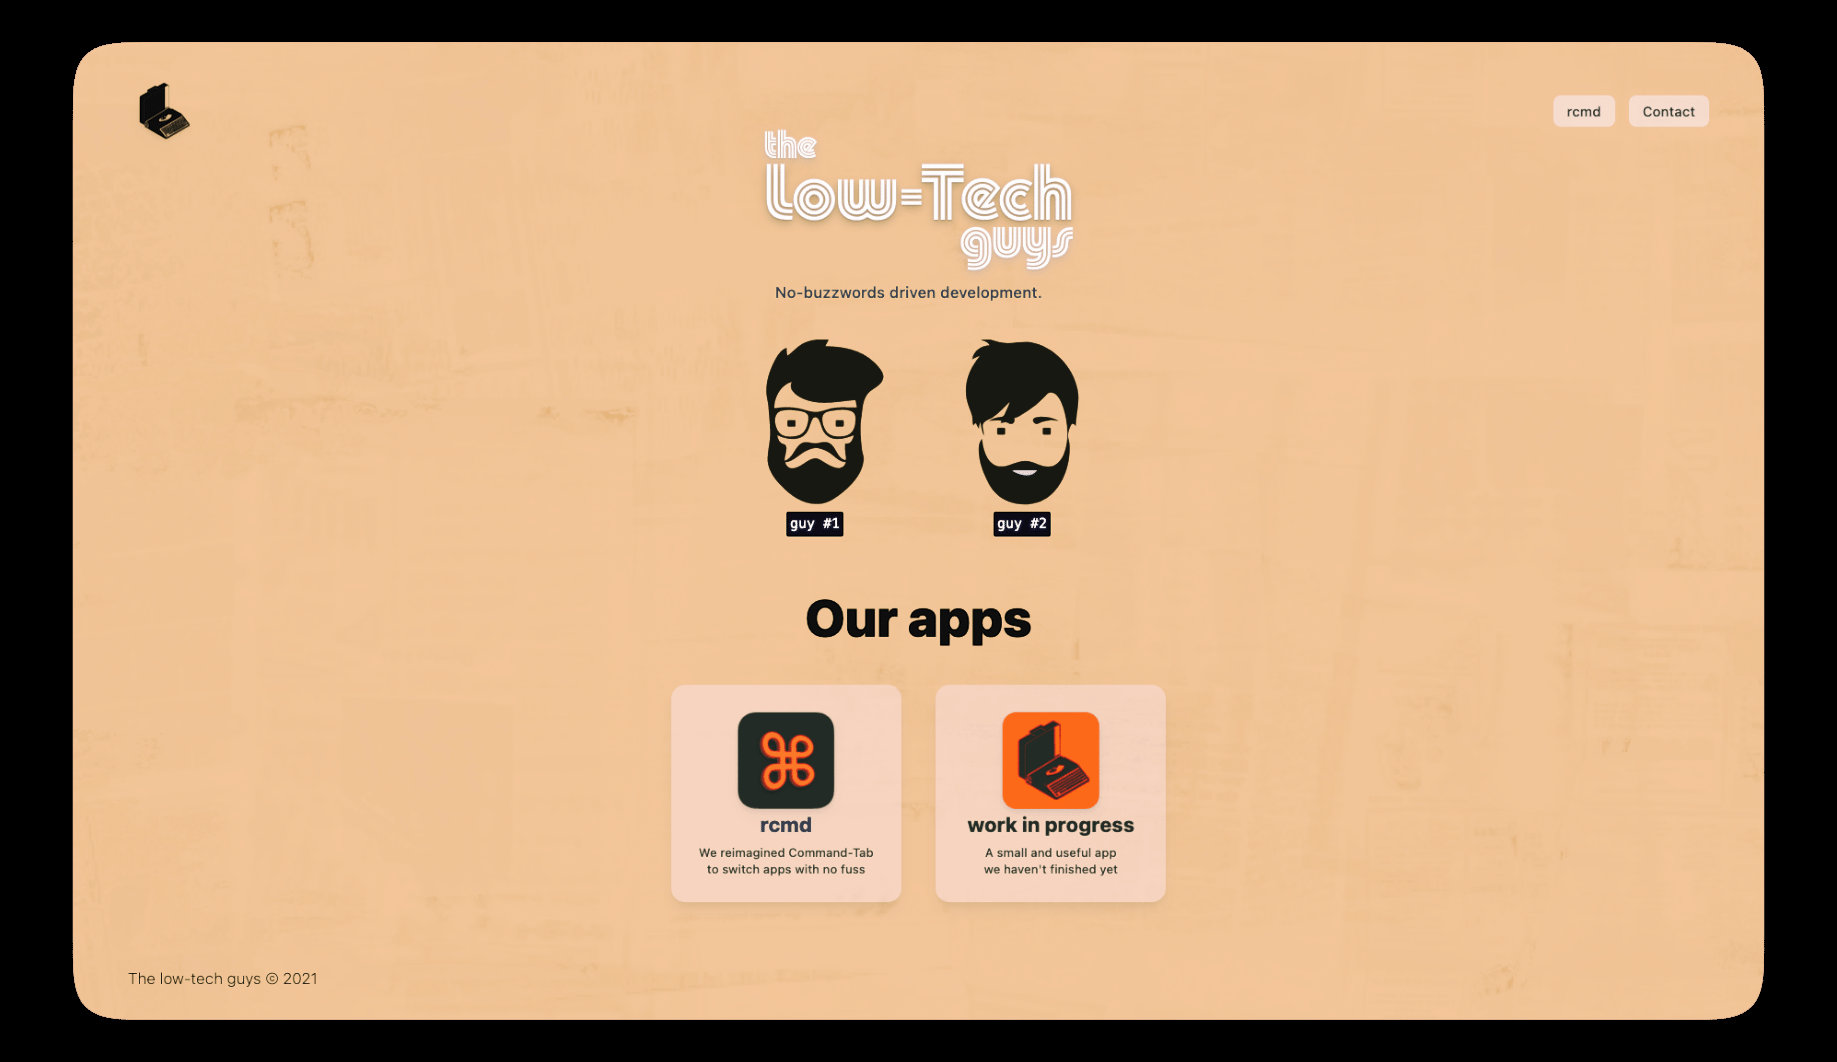 rcmd
Contact
the
Low-Tech
guys
No-buzzwords driven development.
guy #1
guy #2
Our apps
rcmd
We reimagined Command-Tab
to switch apps with no fuss
work in progress
A small and useful app
we haven't finished yet
The low-tech guys © 2021